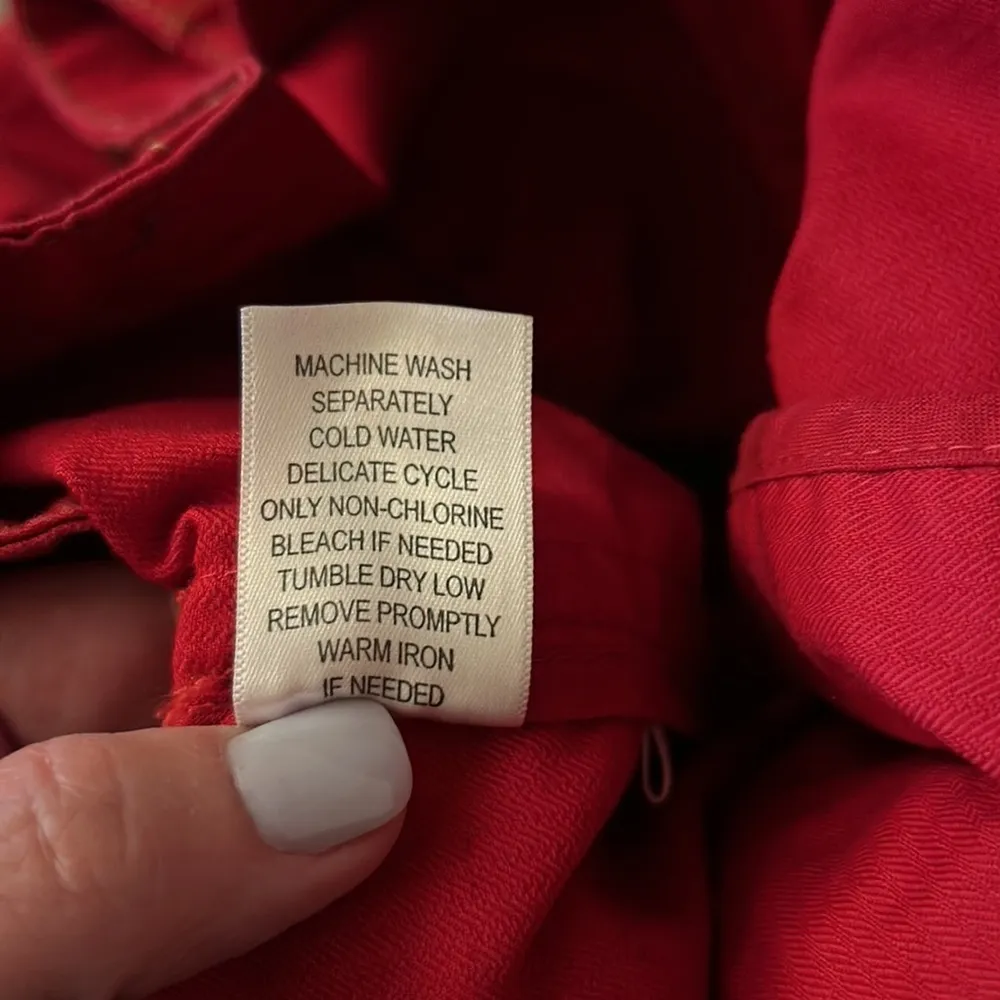 MACHINE WASH
SEPARATELY
COLD WATER
DELICATE CYCLE
ONLY NON-CHLORINE
BLEACH IF NEEDED
TUMBLE DRY LOW
REMOVE PROMPTLY
WARM IRON
IF NEEDED